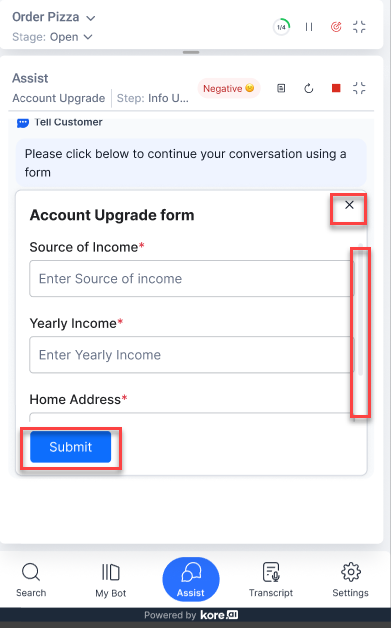 Order Pizza
Stage: Open
1/4
Assist
Account Upgrade Step: Info U...
Negative
Tell Customer
Please click below to continue your conversation using a
form
Account Upgrade form
Source of Income*
Enter Source of income
Yearly Income*
Enter Yearly Income
Home Address*
Submit
Search
My Bot
Assist
Transcript
Settings
Powered by kore.ai